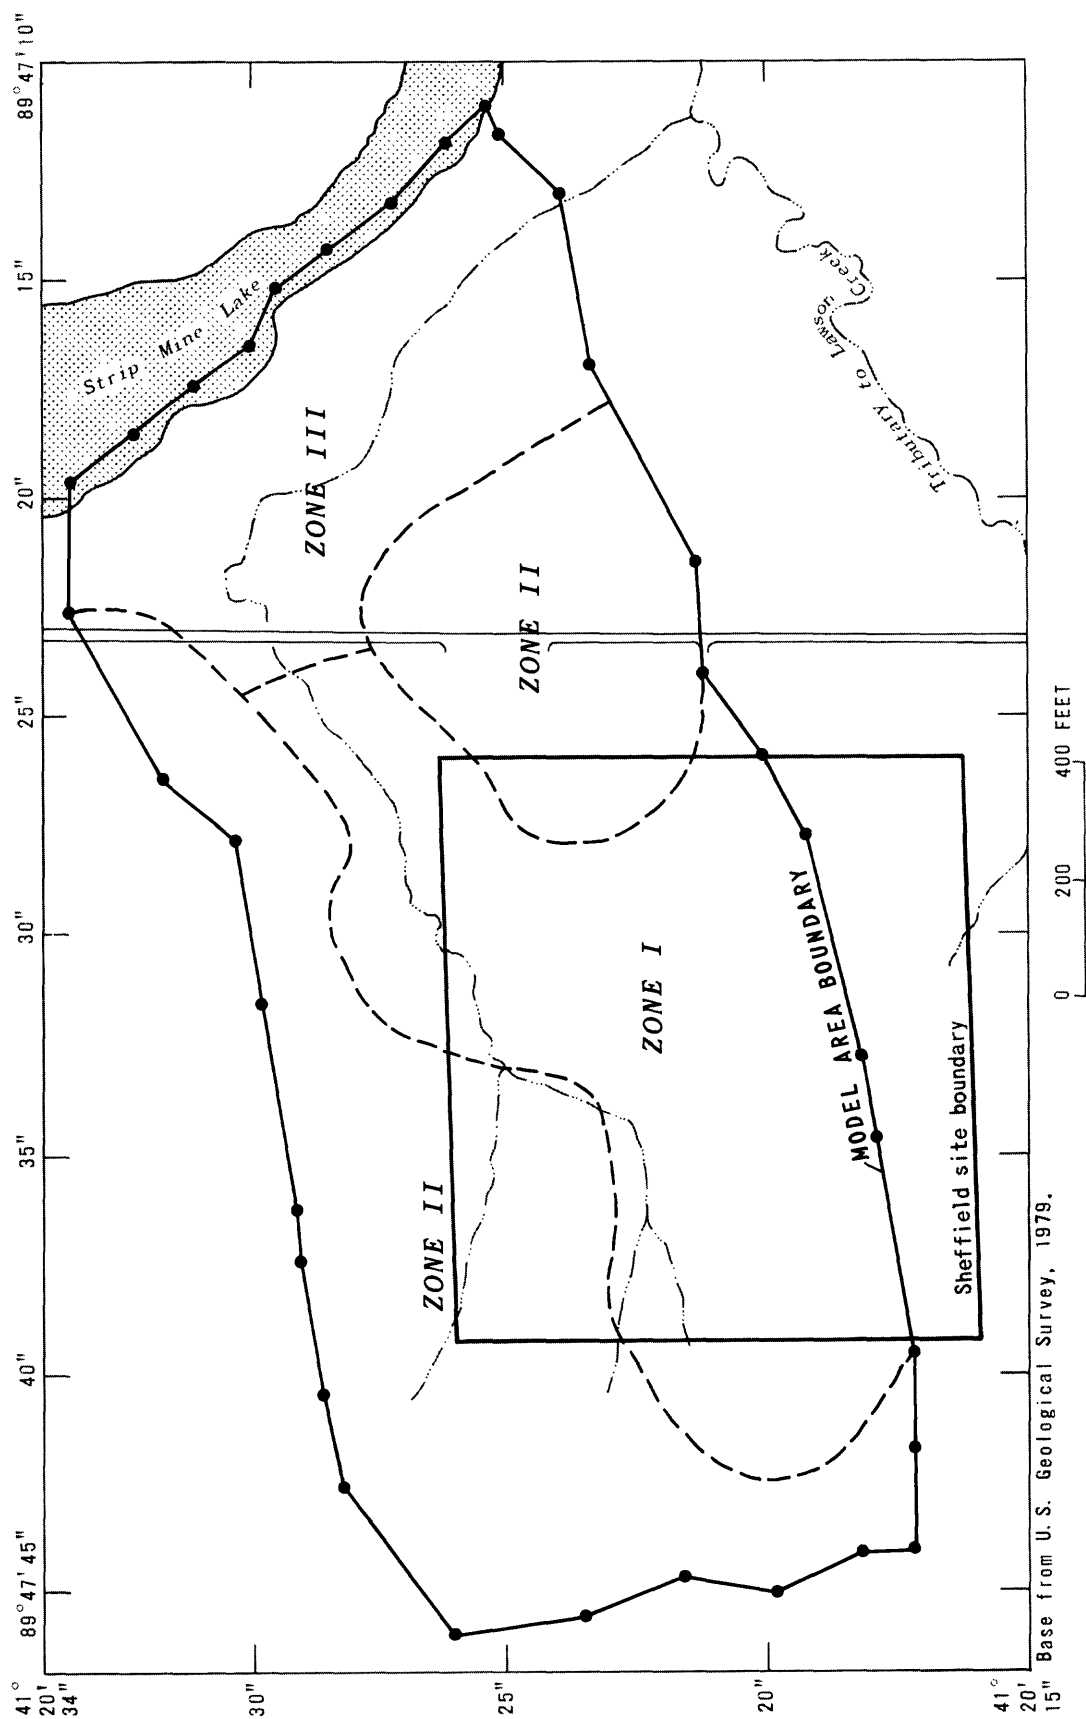 89°47'45"
40"
35"
30"
25"
20"
15"
89°47'10"
41°
20'
34"
30"
25"
20"
41°
20'
15"
Strip Mine Lake
ZONE III
ZONE II
ZONE II
ZONE I
MODEL AREA BOUNDARY
Sheffield site boundary
Tributary to Lawson Creek
Base from U.S. Geological Survey, 1979.
0 200 400 FEET